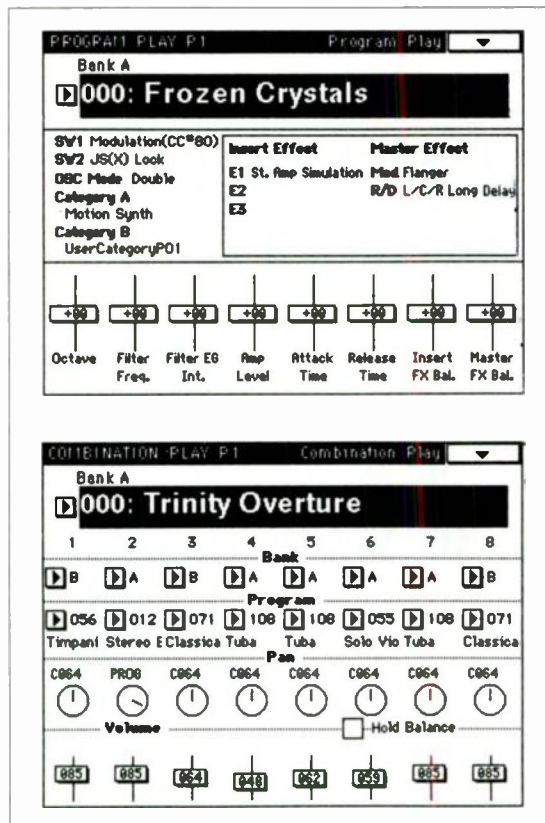 PROGRAM PLAY P1 Program Play
Bank A
000: Frozen Crystals
SW1 Modulation(CC#80)
SW2 JS(X) Lock
OSC Mode Double
Category A
Motion Synth
Category B
UserCategoryP01
Insert Effect Master Effect
E1 St. Amp Simulation Mod Flanger
E2 R/D L/C/R Long Delay
E3
+00 +00 +00 +00 +00 +00 +00 +00
Octave Filter Filter EG Amp Attack Release Insert Master
Freq. Int. Level Time Time FX Bal. FX Bal.
COMBINATION PLAY P1 Combination Play
Bank A
000: Trinity Overture
1 2 3 4 5 6 7 8
Bank
B A B A A A A B
Program
056 012 071 108 108 055 108 071
Timpani Stereo E Classica Tuba Tuba Solo Vio Tuba Classica
Pan
C064 PROG C064 C064 C064 C064 C064 C064
Volume Hold Balance
085 085 064 048 062 059 085 085